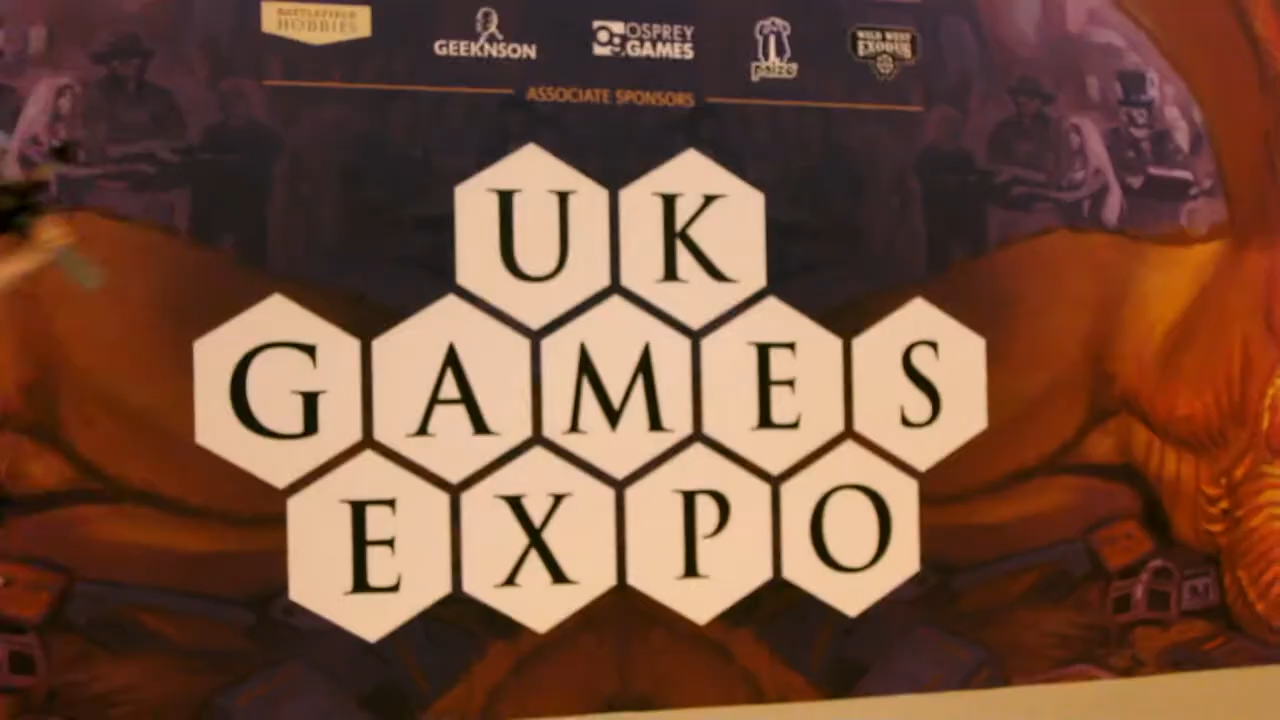 BATTLEFIELD
HOBBIES
GEEKNSON
OSPREY
GAMES
paizo
WILD WEST
EXODUS
ASSOCIATE SPONSORS
UK
GAMES
EXPO